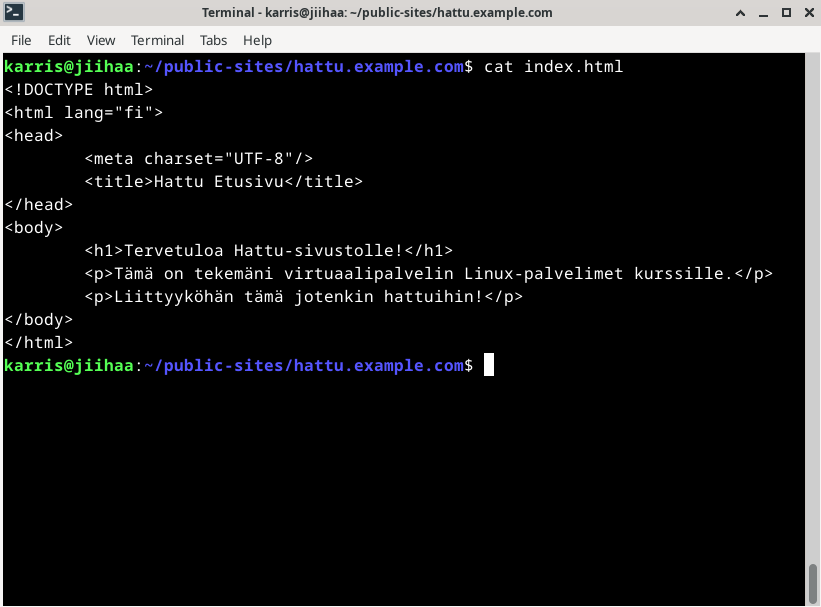 Terminal - karris@jiihaa: ~/public-sites/hattu.example.com
File Edit View Terminal Tabs Help
karris@jiihaa:~/public-sites/hattu.example.com$ cat index.html
<!DOCTYPE html>
<html lang="fi">
<head>
        <meta charset="UTF-8"/>
        <title>Hattu Etusivu</title>
</head>
<body>
        <h1>Tervetuloa Hattu-sivustolle!</h1>
        <p>Tämä on tekemäni virtuaalipalvelin Linux-palvelimet kurssille.</p>
        <p>Liittyyköhän tämä jotenkin hattuihin!</p>
</body>
</html>
karris@jiihaa:~/public-sites/hattu.example.com$